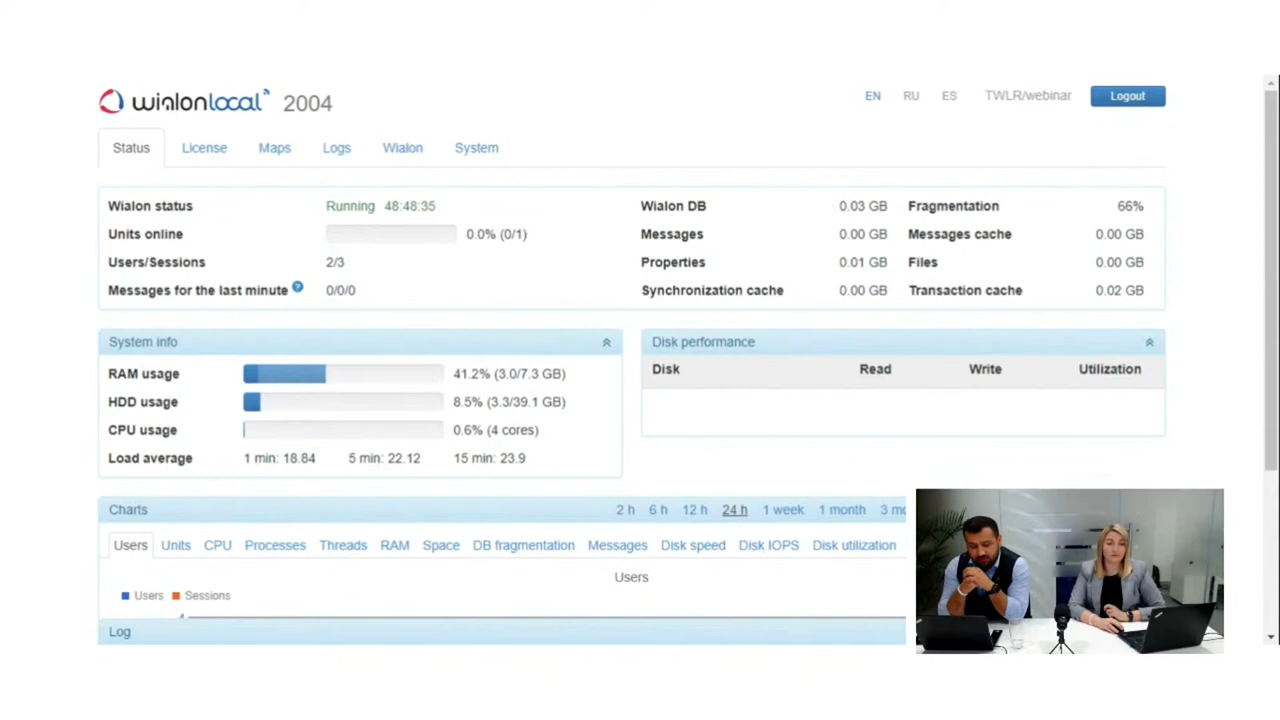 wialonlocal 2004
EN RU ES TWLR/webinar Logout
Status License Maps Logs Wialon System
Wialon status Running 48:48:35 Wialon DB 0.03 GB Fragmentation 66%
Units online 0.0% (0/1) Messages 0.00 GB Messages cache 0.00 GB
Users/Sessions 2/3 Properties 0.01 GB Files 0.00 GB
Messages for the last minute ? 0/0/0 Synchronization cache 0.00 GB Transaction cache 0.02 GB
System info
RAM usage 41.2% (3.0/7.3 GB)
HDD usage 8.5% (3.3/39.1 GB)
CPU usage 0.6% (4 cores)
Load average 1 min: 18.84 5 min: 22.12 15 min: 23.9
Disk performance
Disk Read Write Utilization
Charts 2 h 6 h 12 h 24 h 1 week 1 month 3 mo
Users Units CPU Processes Threads RAM Space DB fragmentation Messages Disk speed Disk IOPS Disk utilization
Users
Users Sessions
4
Log